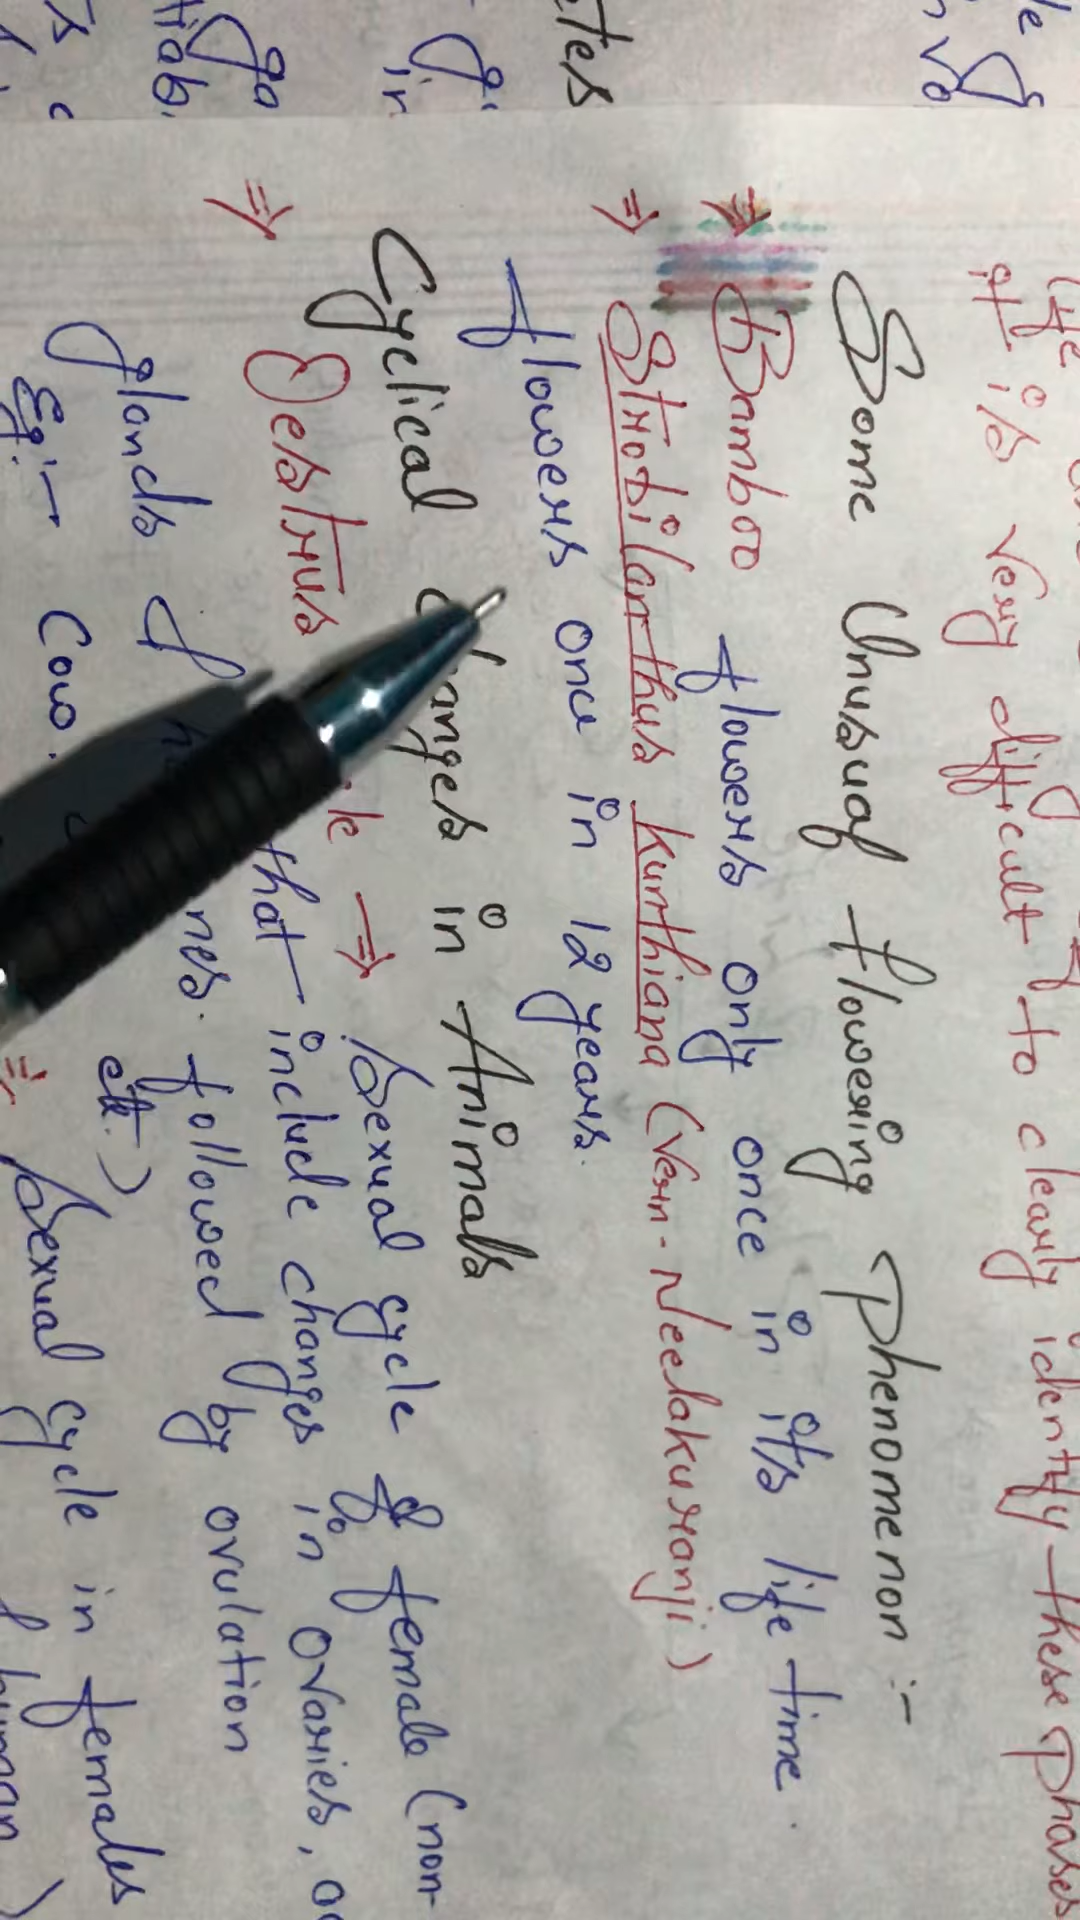 it is very difficult to clearly identify these phases
Some Unusual Flowering Phenomenon :-
⇒ Bamboo flowers only once in its life time.
⇒ Strobilanthus kunthiana (Vern- Neelakuranji)
flowers once in 12 years.
Cyclical changes in Animals
⇒ Oestrus → Sexual cycle of female (non-
that include changes in ovaries,
glands followed by ovulation
Eg:- Cow, etc.)
Sexual cycle in females